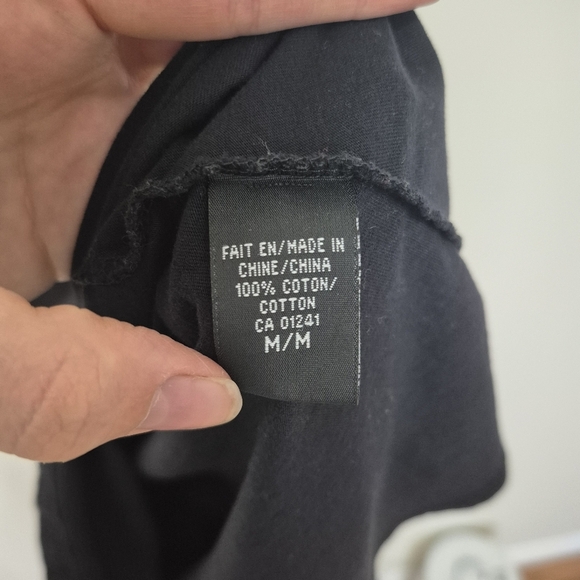 FAIT EN/MADE IN
CHINE/CHINA
100% COTON/
COTTON
CA 01241
M/M